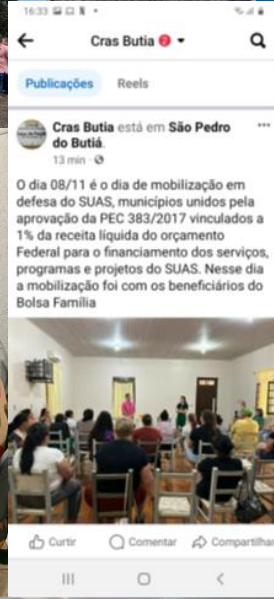 16:33
Cras Butia
Publicações Reels
Cras Butia está em São Pedro
do Butiá.
13 min
O dia 08/11 é o dia de mobilização em
defesa do SUAS, municípios unidos pela
aprovação da PEC 383/2017 vinculados a
1% da receita líquida do orçamento
Federal para o financiamento dos serviços,
programas e projetos do SUAS. Nesse dia
a mobilização foi com os beneficiários do
Bolsa Família
Curtir Comentar Compartilhar